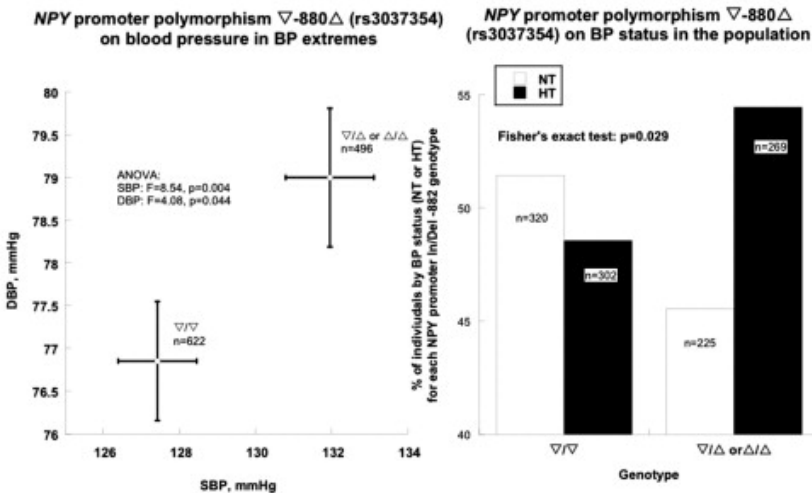 NPY promoter polymorphism ▽-880△ (rs3037354)
on blood pressure in BP extremes
80
79.5
79
78.5
78
77.5
77
76.5
76
DBP, mmHg
▽/△ or △/△
n=496
ANOVA:
SBP: F=8.54, p=0.004
DBP: F=4.08, p=0.044
▽/▽
n=622
126
128
130
132
134
SBP, mmHg
NPY promoter polymorphism ▽-880△
(rs3037354) on BP status in the population
NT
HT
55
50
45
40
% of indiviudals by BP status (NT or HT)
for each NPY promoter In/Del -882 genotype
Fisher's exact test: p=0.029
n=320
n=302
n=225
n=269
▽/▽
▽/△ or△/△
Genotype